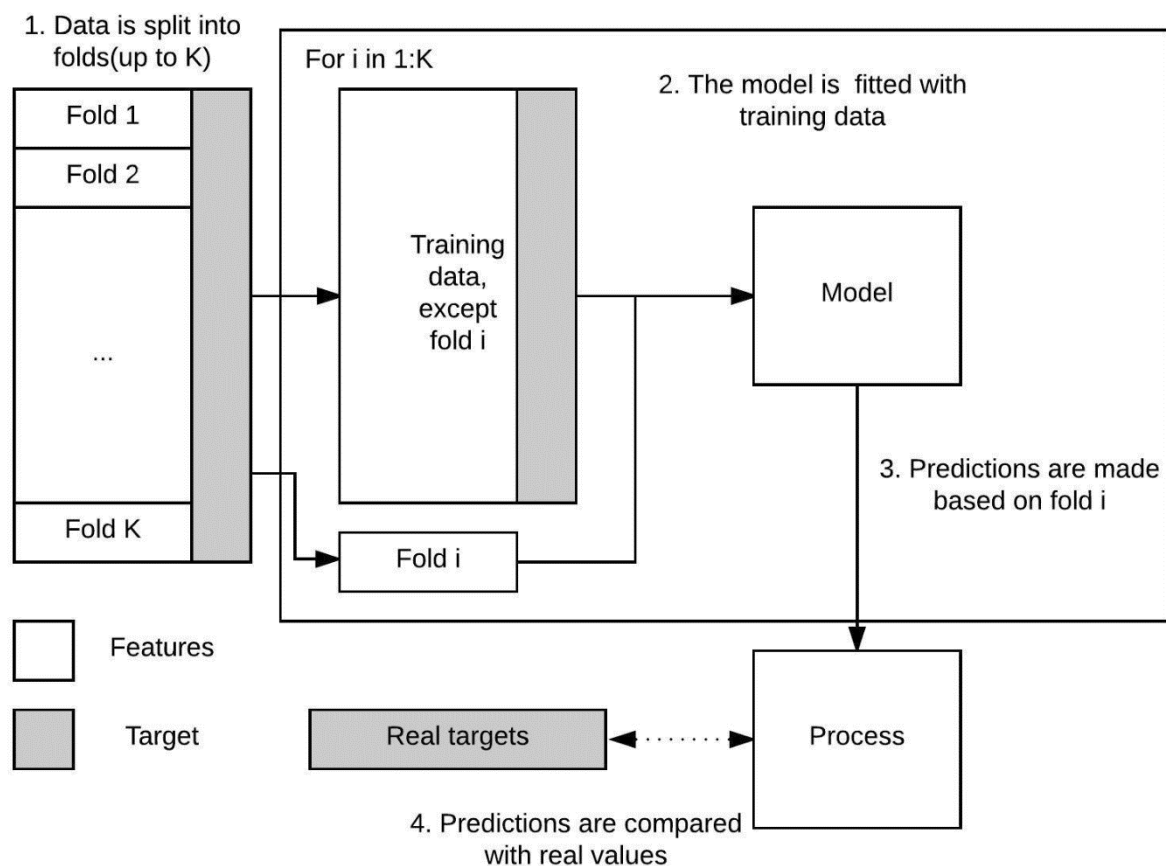 1. Data is split into
folds(up to K)
Fold 1
Fold 2
...
Fold K
For i in 1:K
Training
data,
except
fold i
Fold i
2. The model is fitted with
training data
Model
3. Predictions are made
based on fold i
Features
Target
Real targets
Process
4. Predictions are compared
with real values